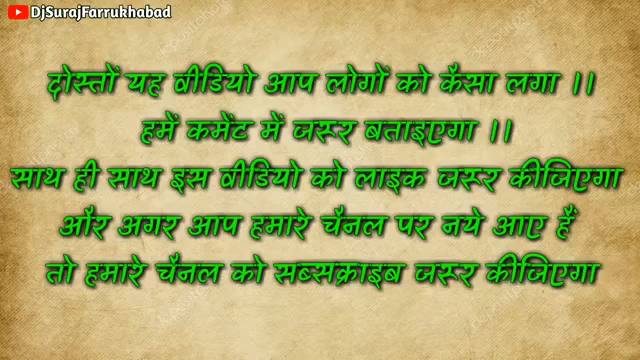 DjSurajFarrukhabad
दोस्तों यह वीडियो आप लोगों को कैसा लगा ।।
हमें कमेंट में जरूर बताइएगा ।।
साथ ही साथ इस वीडियो को लाइक जरूर कीजिएगा
और अगर आप हमारे चैनल पर नये आए हैं
तो हमारे चैनल को सब्सक्राइब जरूर कीजिएगा